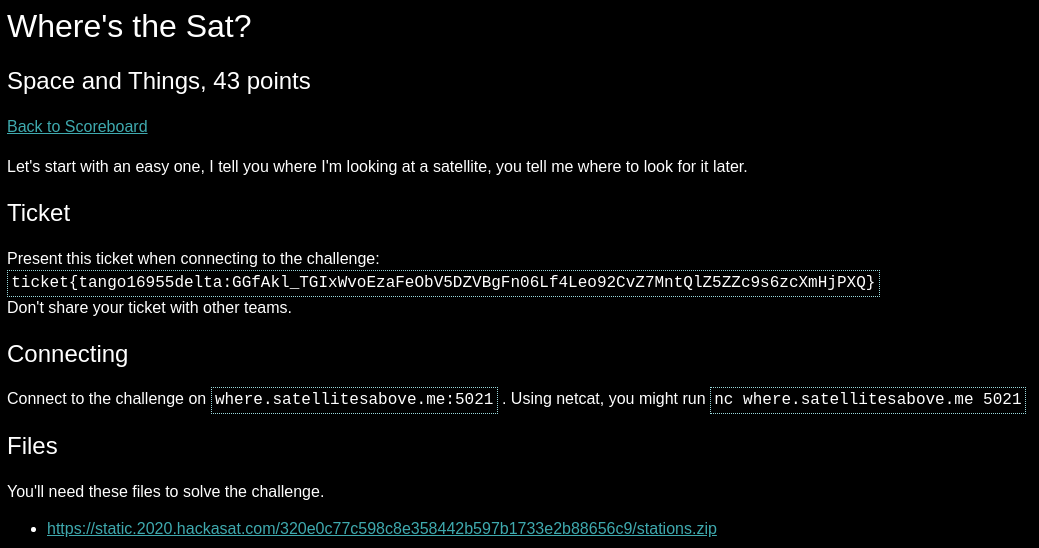 Where's the Sat?
Space and Things, 43 points
Back to Scoreboard
Let's start with an easy one, I tell you where I'm looking at a satellite, you tell me where to look for it later.
Ticket
Present this ticket when connecting to the challenge:
ticket{tango16955delta:GGfAkl_TGIxWvoEzaFeObV5DZVBgFn06Lf4Leo92CvZ7MntQlZ5ZZc9s6zcXmHjPXQ}
Don't share your ticket with other teams.
Connecting
Connect to the challenge on where.satellitesabove.me:5021 . Using netcat, you might run nc where.satellitesabove.me 5021
Files
You'll need these files to solve the challenge.
https://static.2020.hackasat.com/320e0c77c598c8e358442b597b1733e2b88656c9/stations.zip